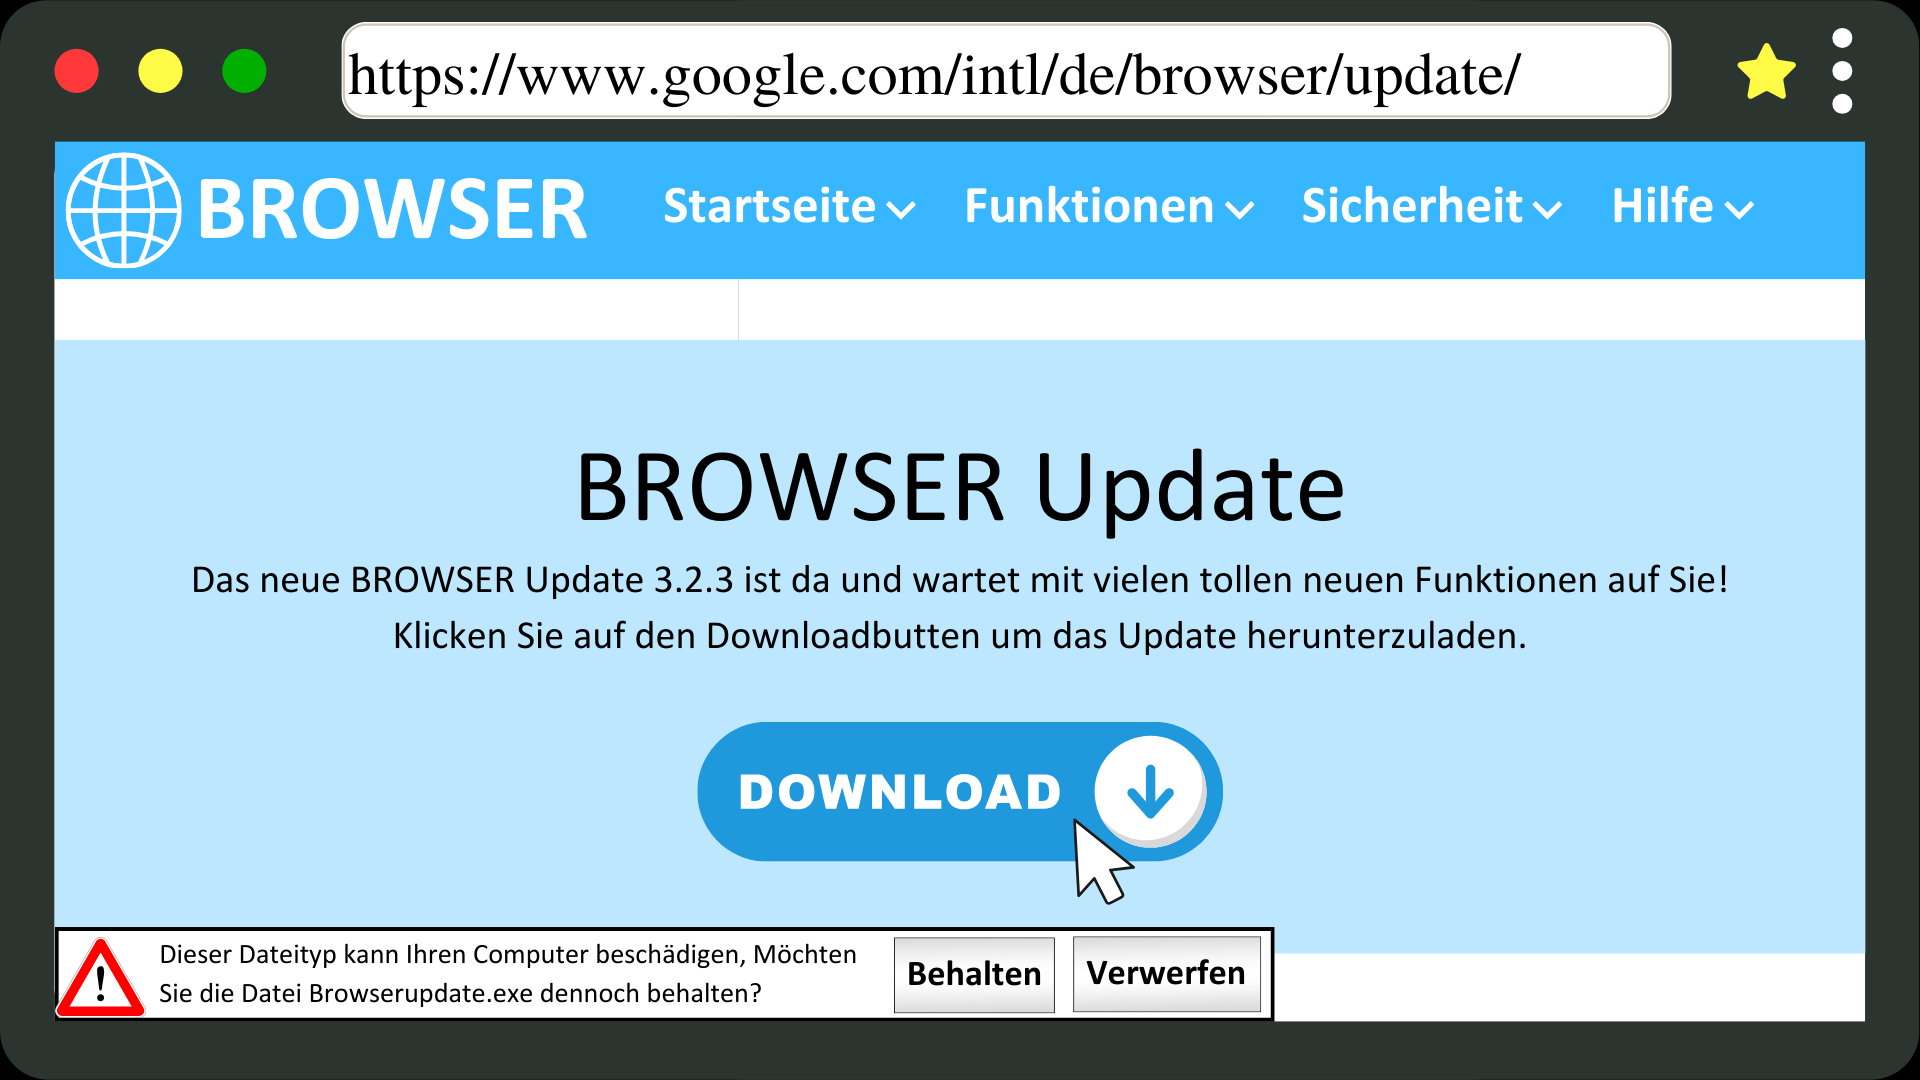 https://www.google.com/intl/de/browser/update/
BROWSER Startseite Funktionen Sicherheit Hilfe
BROWSER Update
Das neue BROWSER Update 3.2.3 ist da und wartet mit vielen tollen neuen Funktionen auf Sie!
Klicken Sie auf den Downloadbutten um das Update herunterzuladen.
DOWNLOAD
Dieser Dateityp kann Ihren Computer beschädigen, Möchten
Sie die Datei Browserupdate.exe dennoch behalten?
Behalten Verwerfen